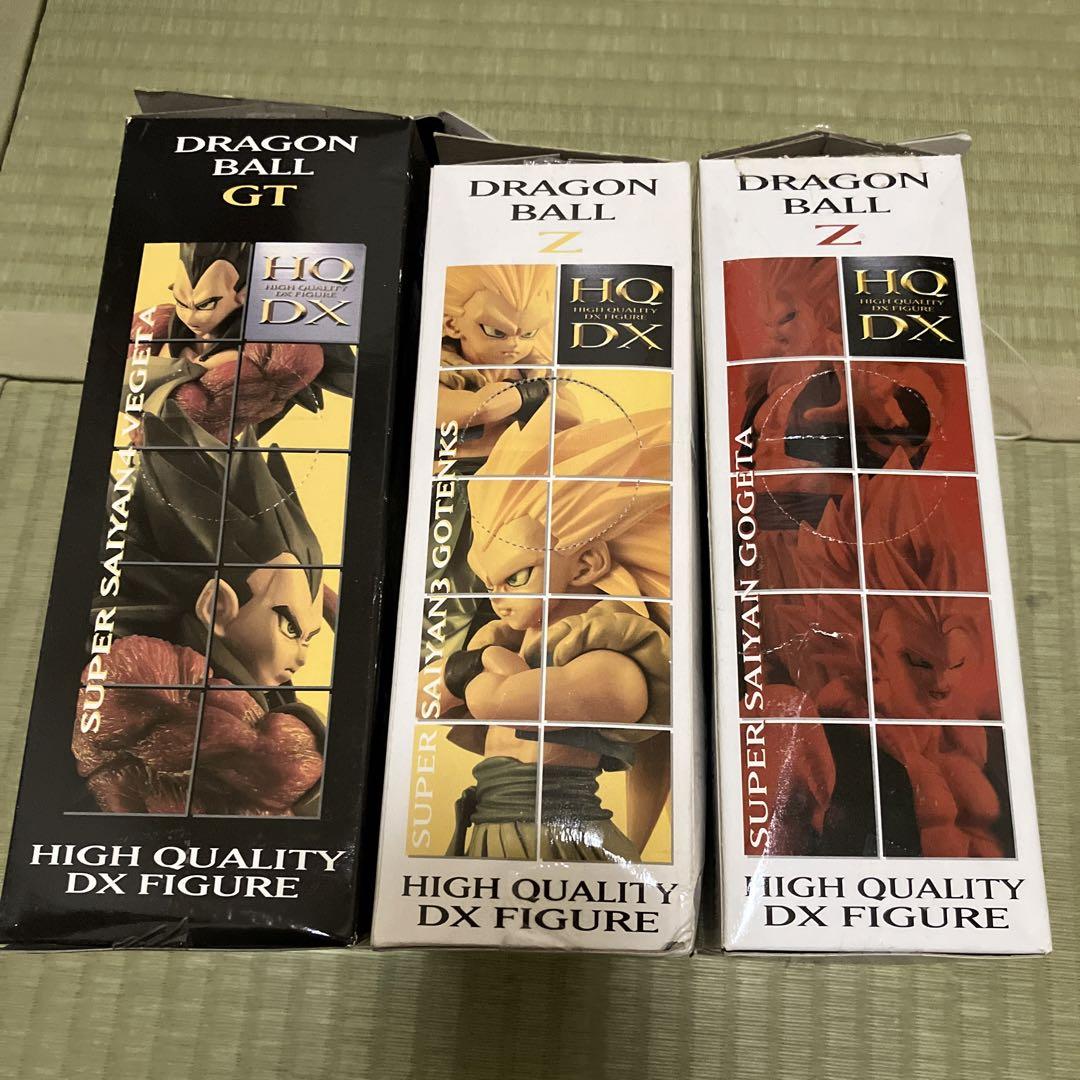 DRAGON
BALL
GT
HQ
HIGH QUALITY
DX FIGURE
DX
SUPER SAIYAN4 VEGETA
HIGH QUALITY
DX FIGURE
DRAGON
BALL
Z
HQ
HIGH QUALITY
DX FIGURE
DX
SUPER SAIYAN3 GOTENKS
HIGH QUALITY
DX FIGURE
DRAGON
BALL
Z
HQ
HIGH QUALITY
DX FIGURE
DX
SUPER SAIYAN GOGETA
HIGH QUALITY
DX FIGURE